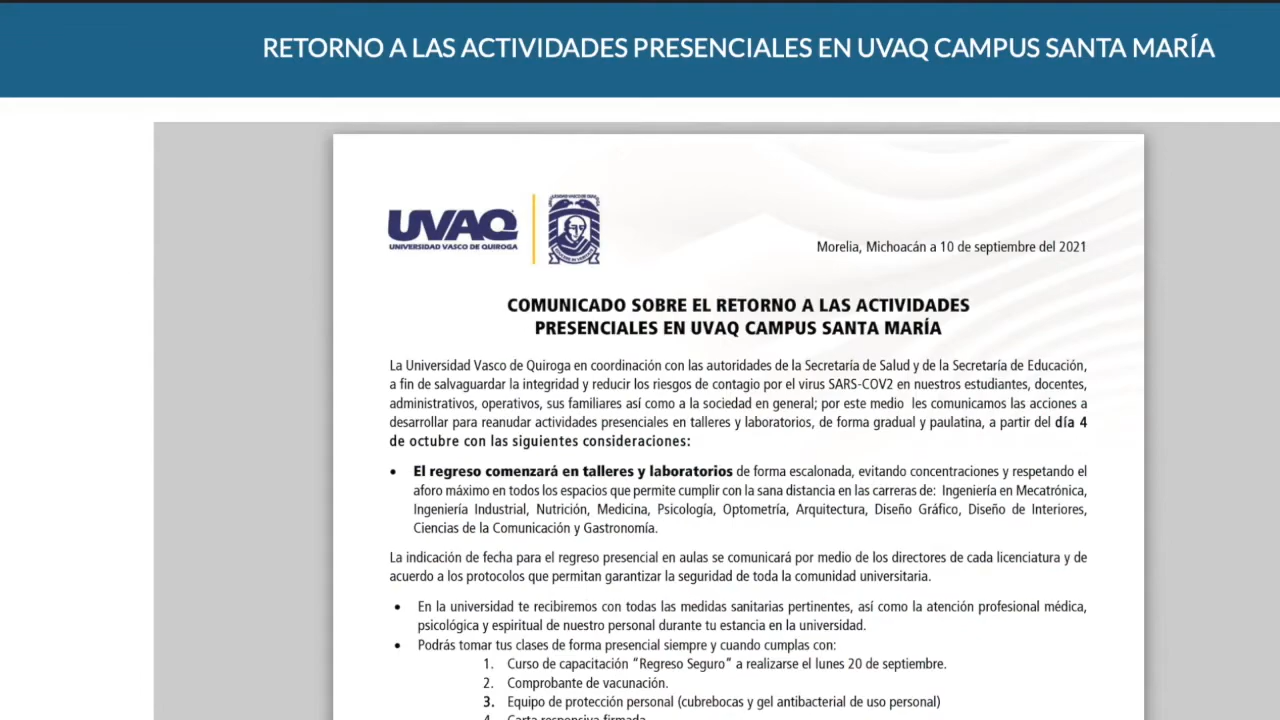 RETORNO A LAS ACTIVIDADES PRESENCIALES EN UVAQ CAMPUS SANTA MARÍA
UVAQ
UNIVERSIDAD VASCO DE QUIROGA
Morelia, Michoacán a 10 de septiembre del 2021
COMUNICADO SOBRE EL RETORNO A LAS ACTIVIDADES
PRESENCIALES EN UVAQ CAMPUS SANTA MARÍA
La Universidad Vasco de Quiroga en coordinación con las autoridades de la Secretaría de Salud y de la Secretaría de Educación,
a fin de salvaguardar la integridad y reducir los riesgos de contagio por el virus SARS-COV2 en nuestros estudiantes, docentes,
administrativos, operativos, sus familiares así como a la sociedad en general; por este medio les comunicamos las acciones a
desarrollar para reanudar actividades presenciales en talleres y laboratorios, de forma gradual y paulatina, a partir del día 4
de octubre con las siguientes consideraciones:
• El regreso comenzará en talleres y laboratorios de forma escalonada, evitando concentraciones y respetando el
aforo máximo en todos los espacios que permite cumplir con la sana distancia en las carreras de: Ingeniería en Mecatrónica,
Ingeniería Industrial, Nutrición, Medicina, Psicología, Optometría, Arquitectura, Diseño Gráfico, Diseño de Interiores,
Ciencias de la Comunicación y Gastronomía.
La indicación de fecha para el regreso presencial en aulas se comunicará por medio de los directores de cada licenciatura y de
acuerdo a los protocolos que permitan garantizar la seguridad de toda la comunidad universitaria.
• En la universidad te recibiremos con todas las medidas sanitarias pertinentes, así como la atención profesional médica,
psicológica y espiritual de nuestro personal durante tu estancia en la universidad.
• Podrás tomar tus clases de forma presencial siempre y cuando cumplas con:
1. Curso de capacitación "Regreso Seguro" a realizarse el lunes 20 de septiembre.
2. Comprobante de vacunación.
3. Equipo de protección personal (cubrebocas y gel antibacterial de uso personal)
4. Carta responsiva firmada